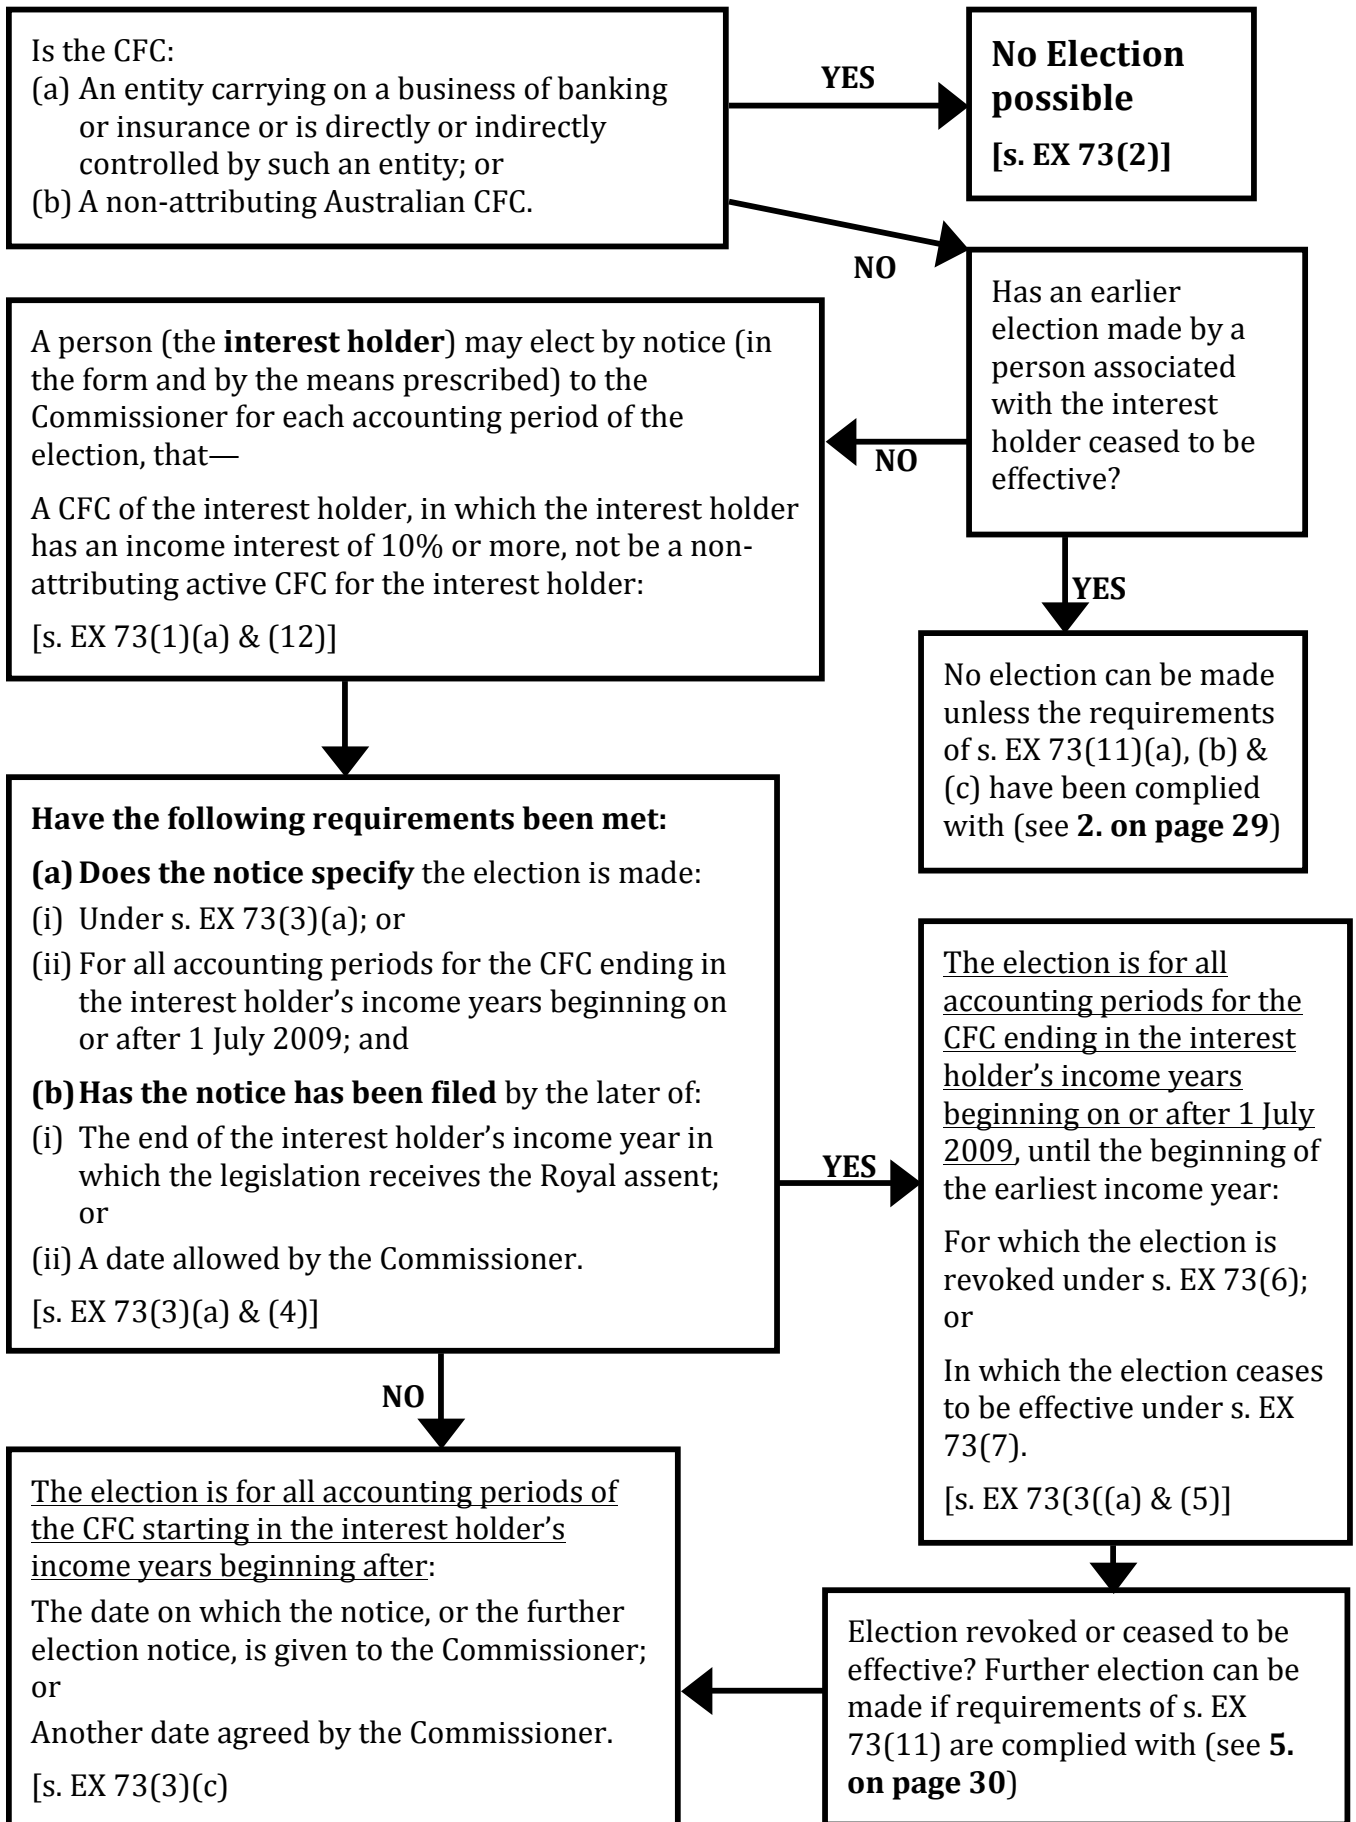 Is the CFC:
(a) An entity carrying on a business of banking
or insurance or is directly or indirectly
controlled by such an entity; or
(b) A non-attributing Australian CFC.
YES
No Election
possible
[s. EX 73(2)]
NO
Has an earlier
election made by a
person associated
with the interest
holder ceased to be
effective?
NO
A person (the interest holder) may elect by notice (in
the form and by the means prescribed) to the
Commissioner for each accounting period of the
election, that—
A CFC of the interest holder, in which the interest holder
has an income interest of 10% or more, not be a non-
attributing active CFC for the interest holder:
[s. EX 73(1)(a) & (12)]
YES
No election can be made
unless the requirements
of s. EX 73(11)(a), (b) &
(c) have been complied
with (see 2. on page 29)
Have the following requirements been met:
(a) Does the notice specify the election is made:
(i) Under s. EX 73(3)(a); or
(ii) For all accounting periods for the CFC ending in
the interest holder’s income years beginning on
or after 1 July 2009; and
(b) Has the notice has been filed by the later of:
(i) The end of the interest holder’s income year in
which the legislation receives the Royal assent;
or
(ii) A date allowed by the Commissioner.
[s. EX 73(3)(a) & (4)]
YES
The election is for all
accounting periods for the
CFC ending in the interest
holder’s income years
beginning on or after 1 July
2009, until the beginning of
the earliest income year:
For which the election is
revoked under s. EX 73(6);
or
In which the election ceases
to be effective under s. EX
73(7).
[s. EX 73(3((a) & (5)]
NO
The election is for all accounting periods of
the CFC starting in the interest holder’s
income years beginning after:
The date on which the notice, or the further
election notice, is given to the Commissioner;
or
Another date agreed by the Commissioner.
[s. EX 73(3)(c)
Election revoked or ceased to be
effective? Further election can be
made if requirements of s. EX
73(11) are complied with (see 5.
on page 30)